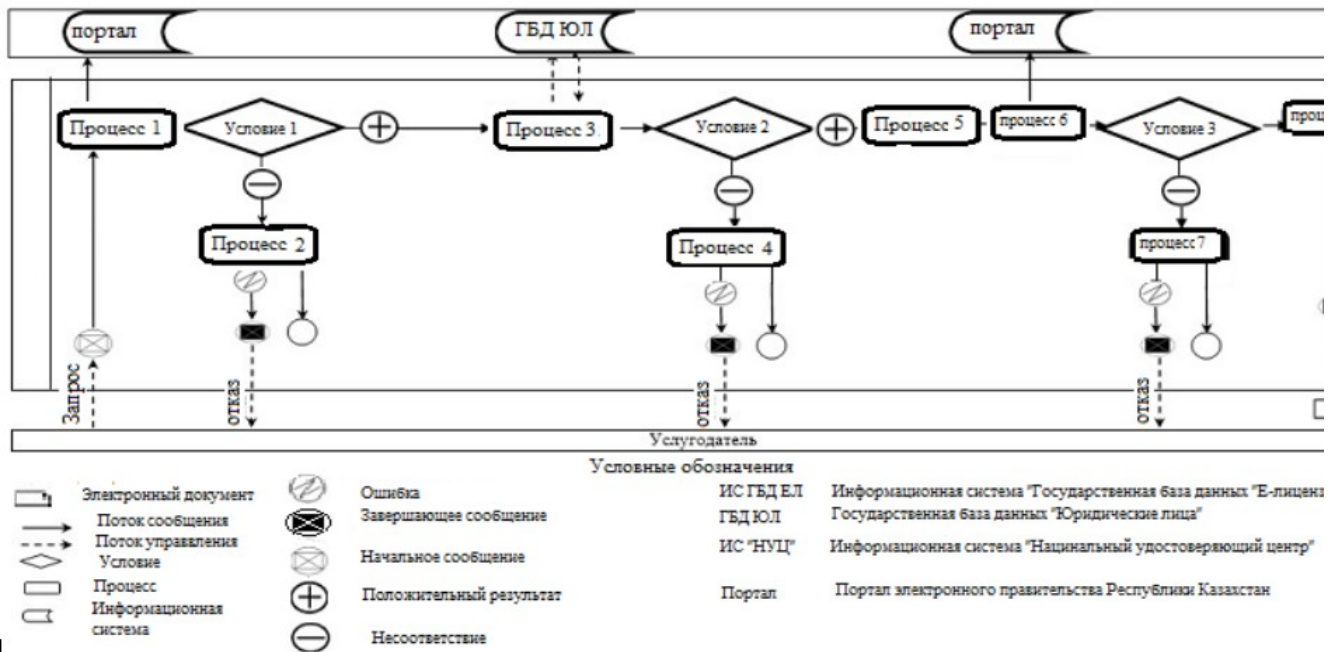 портал
ГБД ЮЛ
портал
Процесс 1
Условие 1
Процесс 3.
Условие 2
Процесс 5
процесс 6
Условие 3
Процесс 2
Процесс 4
процесс 7
Запрос
отказ
отказ
отказ
Услугодатель
Условные обозначения
Электронный документ
Поток сообщения
Поток управвления
Условие
Процесс
Информационная
система
Ошибка
Завершающее сообщение
Начальное сообщение
Положительный результат
Несоответствие
ИС ГБД ЕЛ Информационная система "Государственная база данных "Е-лиценз
ГБД ЮЛ Государственная база данных "Юридические лица"
ИС "НУЦ" Информационная система "Нацинальный удостоверяющий центр"
Портал Портал электронного правительства Республики Казахстан